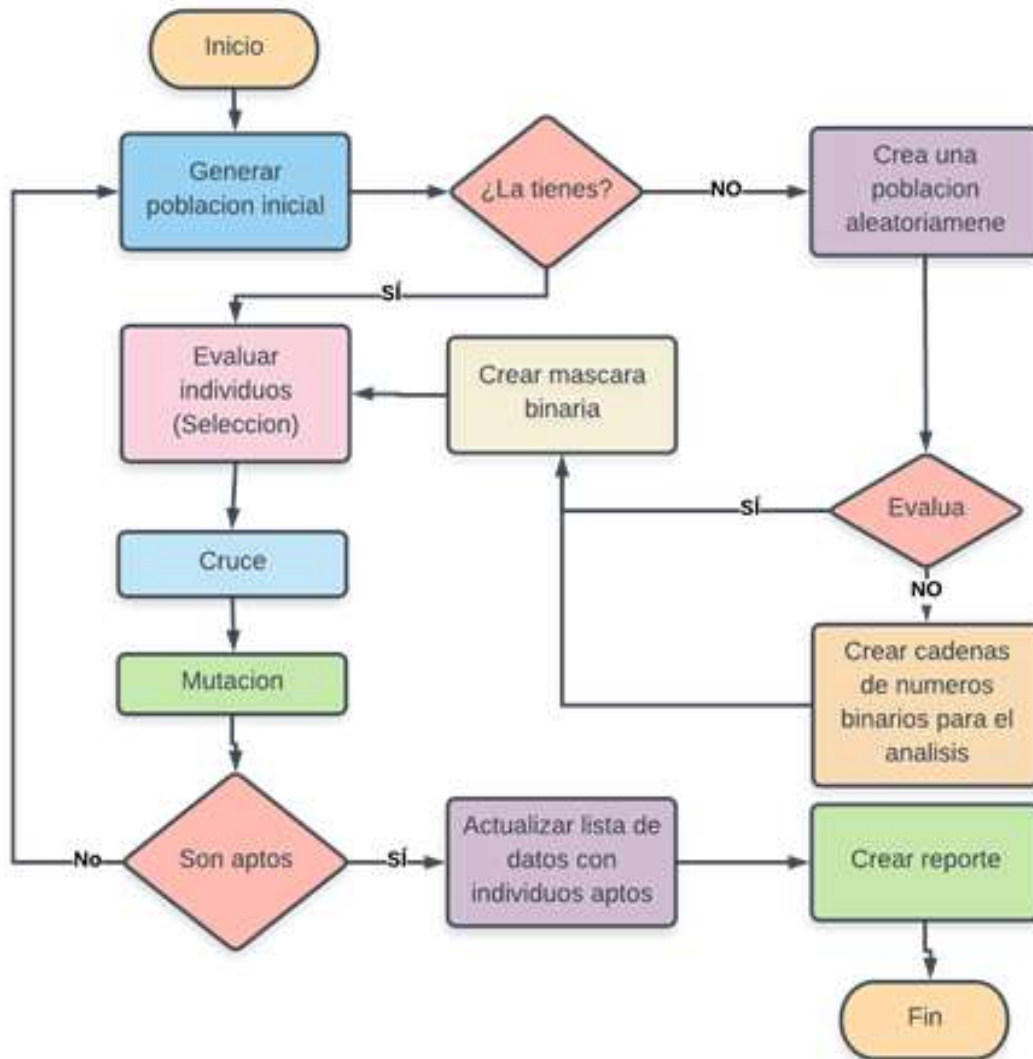 Inicio
Generar
poblacion inicial
¿La tienes?
NO
Crea una
poblacion
aleatoriamene
SÍ
Evaluar
individuos
(Seleccion)
Crear mascara
binaria
Evalua
SÍ
NO
Cruce
Crear cadenas
de numeros
binarios para el
analisis
Mutacion
Son aptos
No
SÍ
Actualizar lista de
datos con
individuos aptos
Crear reporte
Fin